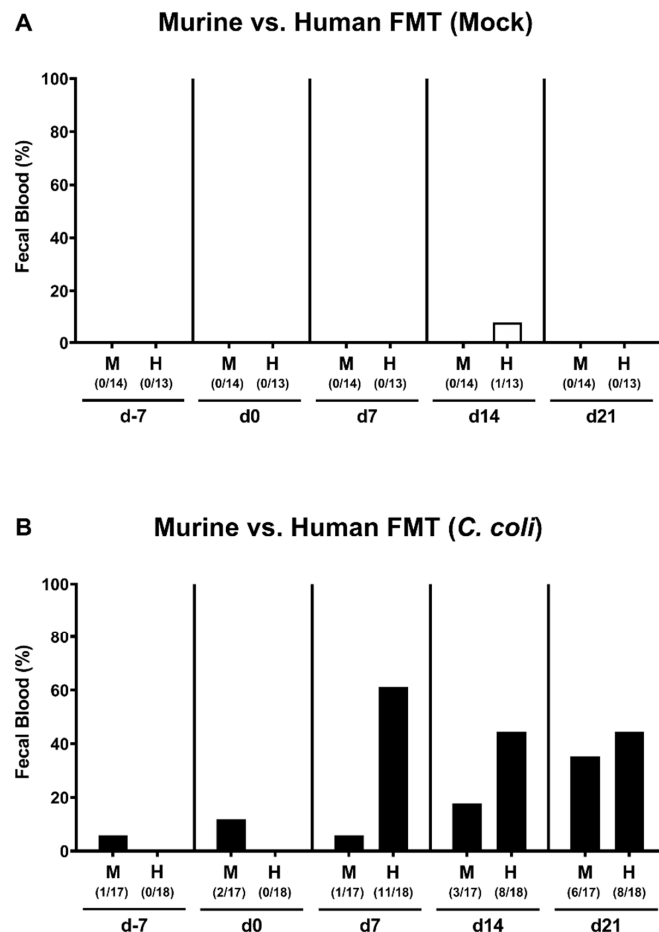 A
Murine vs. Human FMT (Mock)
Fecal Blood (%)
100
80
60
40
20
0
M H M H M H M H M H
(0/14) (0/13) (0/14) (0/13) (0/14) (0/13) (0/14) (1/13) (0/14) (0/13)
d-7 d0 d7 d14 d21
B
Murine vs. Human FMT (C. coli)
Fecal Blood (%)
100
80
60
40
20
0
M H M H M H M H M H
(1/17) (0/18) (2/17) (0/18) (1/17) (11/18) (3/17) (8/18) (6/17) (8/18)
d-7 d0 d7 d14 d21